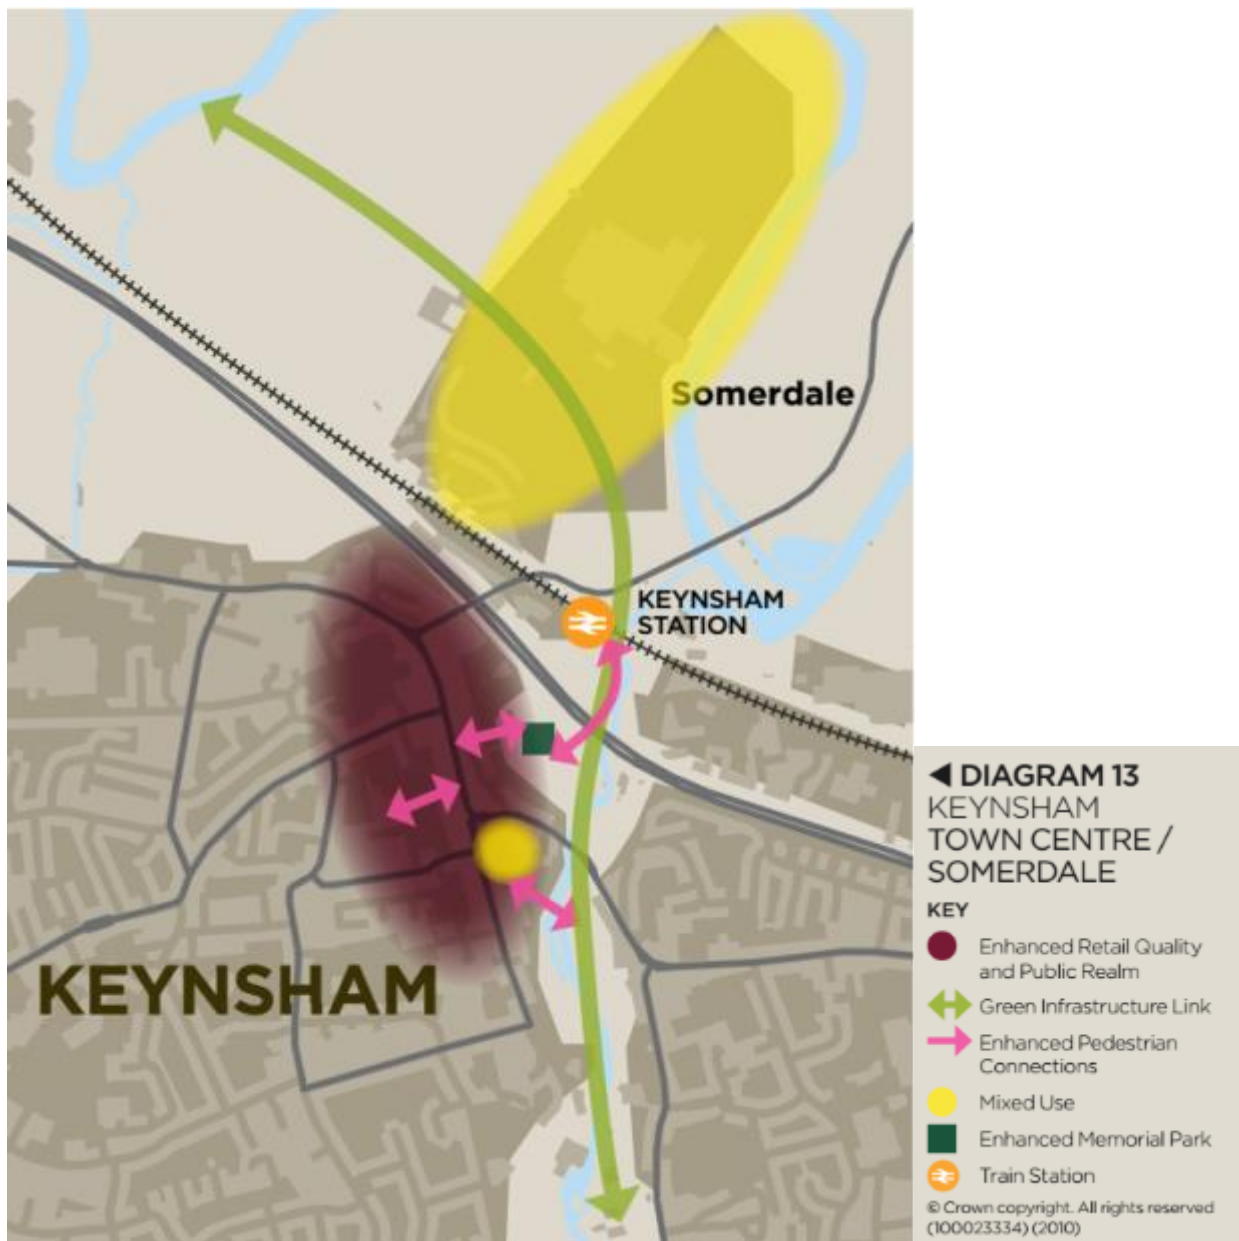 Somerdale
KEYNSHAM
STATION
KEYNSHAM
◀ DIAGRAM 13
KEYNSHAM
TOWN CENTRE /
SOMERDALE
KEY
Enhanced Retail Quality
and Public Realm
Green Infrastructure Link
Enhanced Pedestrian
Connections
Mixed Use
Enhanced Memorial Park
Train Station
© Crown copyright. All rights reserved
(100023334) (2010)